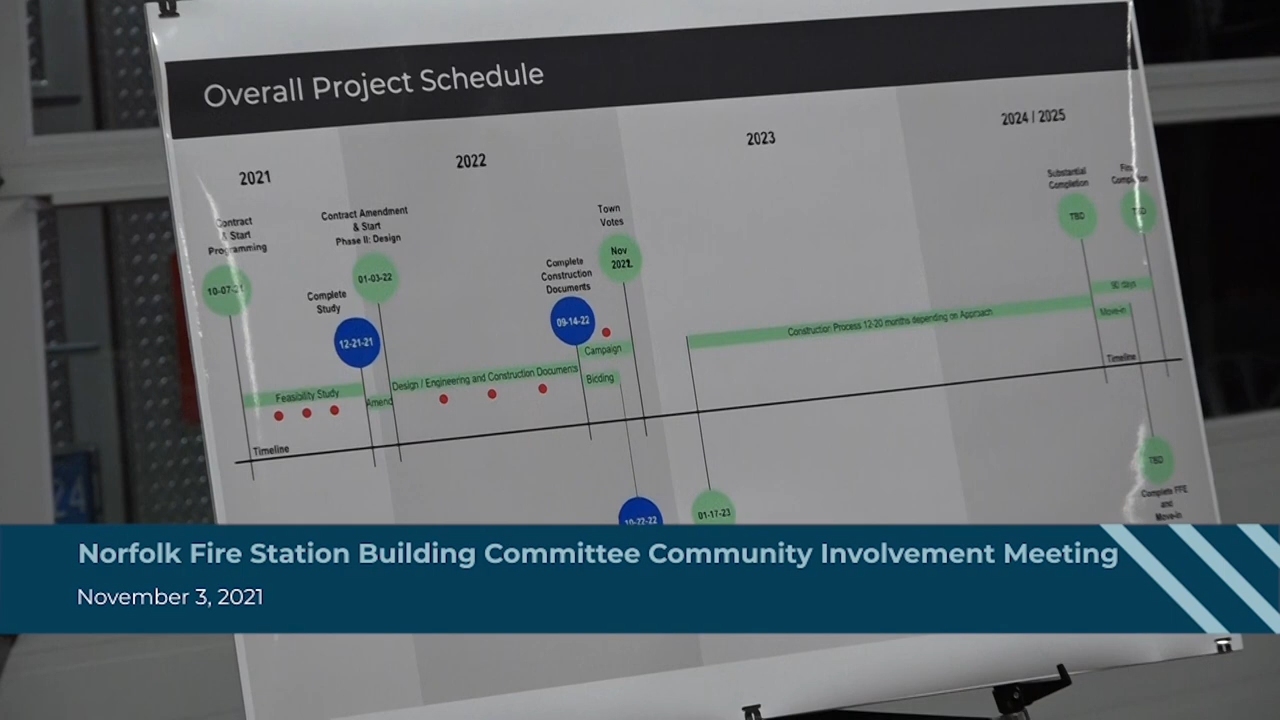 Overall Project Schedule
2021
2022
2023
2024 / 2025
Contract
& Start
Programming
10-07-21
Complete
Study
12-21-21
Contract Amendment
& Start
Phase II: Design
01-03-22
Complete
Construction
Documents
09-14-22
Town
Votes
Nov
2022
Substantial
Completion
TBD
Final
Completion
TBD
Feasibility Study
Amend
Design / Engineering and Construction Documents
Campaign
Bidding
Construction Process 12-20 months depending on Approach
90 days
Move-in
Timeline
Timeline
10-22-22
01-17-23
TBD
Complete FFE
and
Move-in
24
Norfolk Fire Station Building Committee Community Involvement Meeting
November 3, 2021